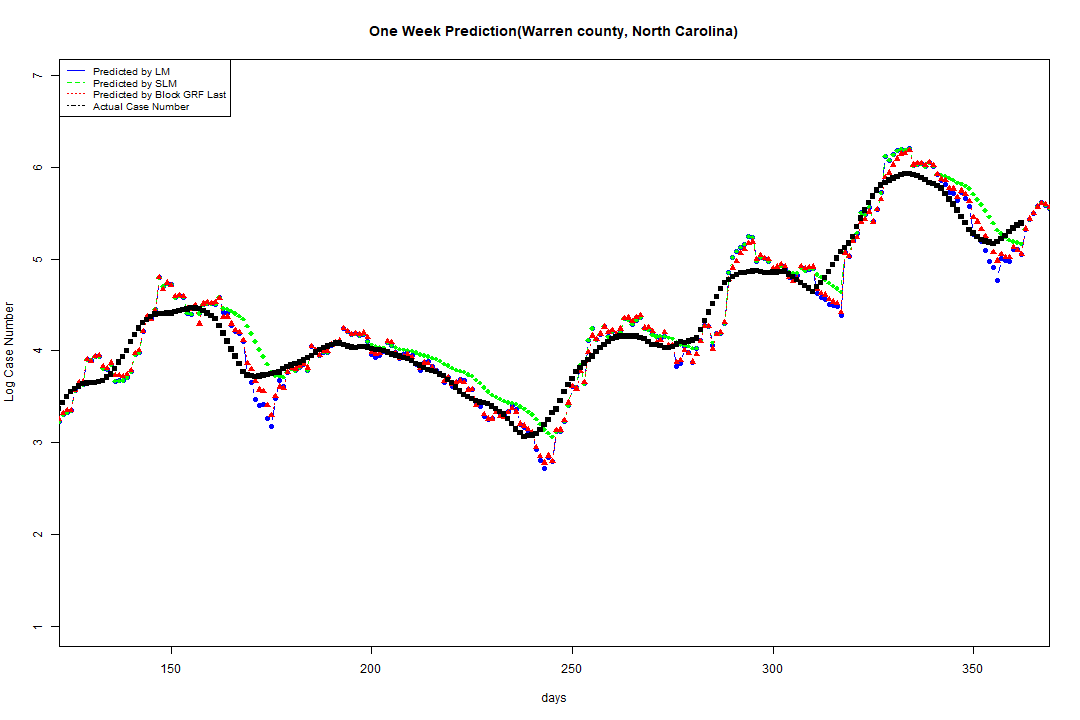 One Week Prediction(Warren county, North Carolina)
Predicted by LM
Predicted by SLM
Predicted by Block GRF Last
Actual Case Number
7
6
5
4
3
2
1
Log Case Number
150 200 250 300 350
days